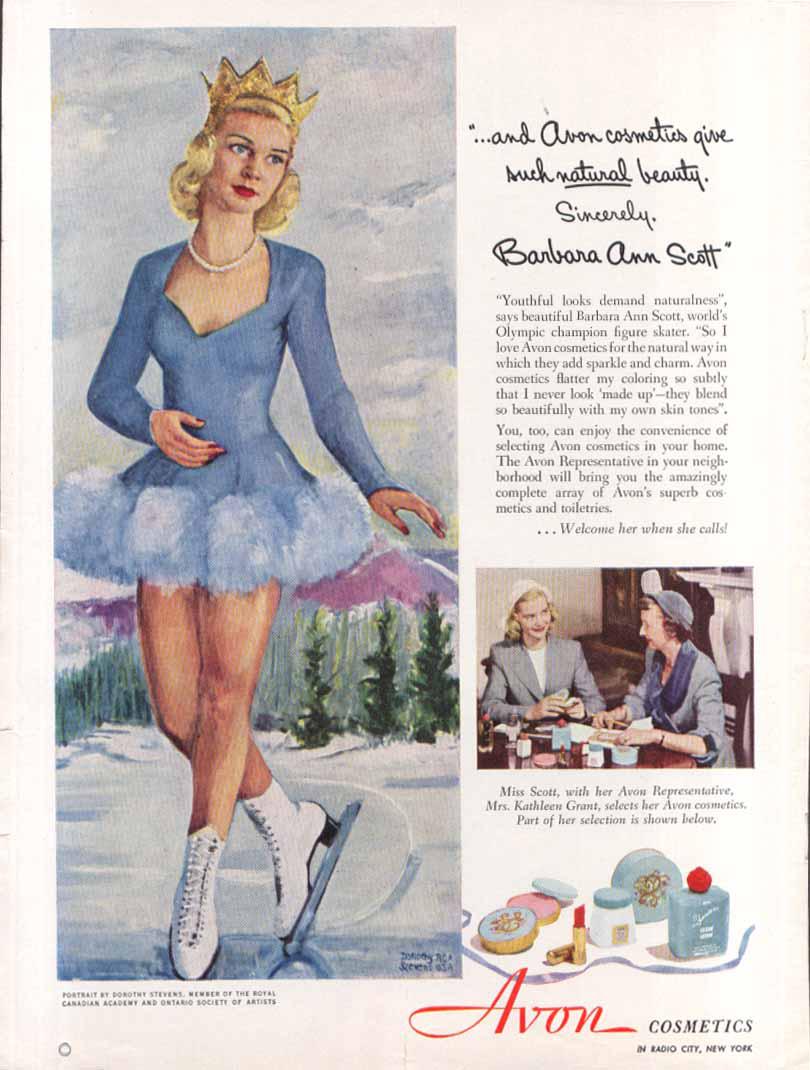 "...and Avon cosmetics give
such natural beauty.
Sincerely.
Barbara Ann Scott"
"Youthful looks demand naturalness",
says beautiful Barbara Ann Scott, world's
Olympic champion figure skater. "So I
love Avon cosmetics for the natural way in
which they add sparkle and charm. Avon
cosmetics flatter my coloring so subtly
that I never look 'made up'—they blend
so beautifully with my own skin tones".
You, too, can enjoy the convenience of
selecting Avon cosmetics in your home.
The Avon Representative in your neigh-
borhood will bring you the amazingly
complete array of Avon's superb cos-
metics and toiletries.
... Welcome her when she calls!
Miss Scott, with her Avon Representative,
Mrs. Kathleen Grant, selects her Avon cosmetics.
Part of her selection is shown below.
DOROTHY RCA
Stevens OSA
PORTRAIT BY DOROTHY STEVENS, MEMBER OF THE ROYAL
CANADIAN ACADEMY AND ONTARIO SOCIETY OF ARTISTS
Avon COSMETICS
IN RADIO CITY, NEW YORK